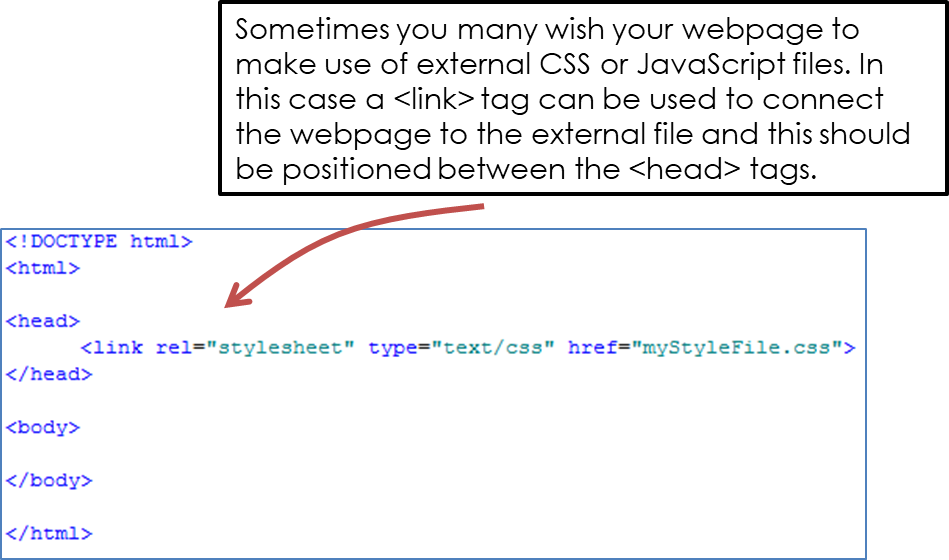 Sometimes you many wish your webpage to
make use of external CSS or JavaScript files. In
this case a <link> tag can be used to connect
the webpage to the external file and this should
be positioned between the <head> tags.
<!DOCTYPE html>
<html>
<head>
<link rel="stylesheet" type="text/css" href="myStyleFile.css">
</head>
<body>
</body>
</html>